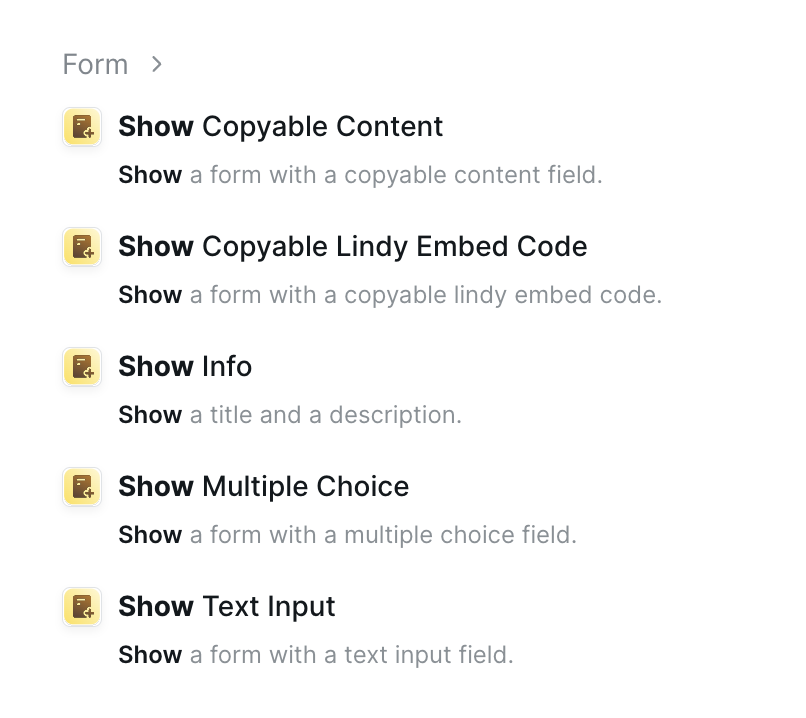 Form
Show Copyable Content
Show a form with a copyable content field.
Show Copyable Lindy Embed Code
Show a form with a copyable lindy embed code.
Show Info
Show a title and a description.
Show Multiple Choice
Show a form with a multiple choice field.
Show Text Input
Show a form with a text input field.